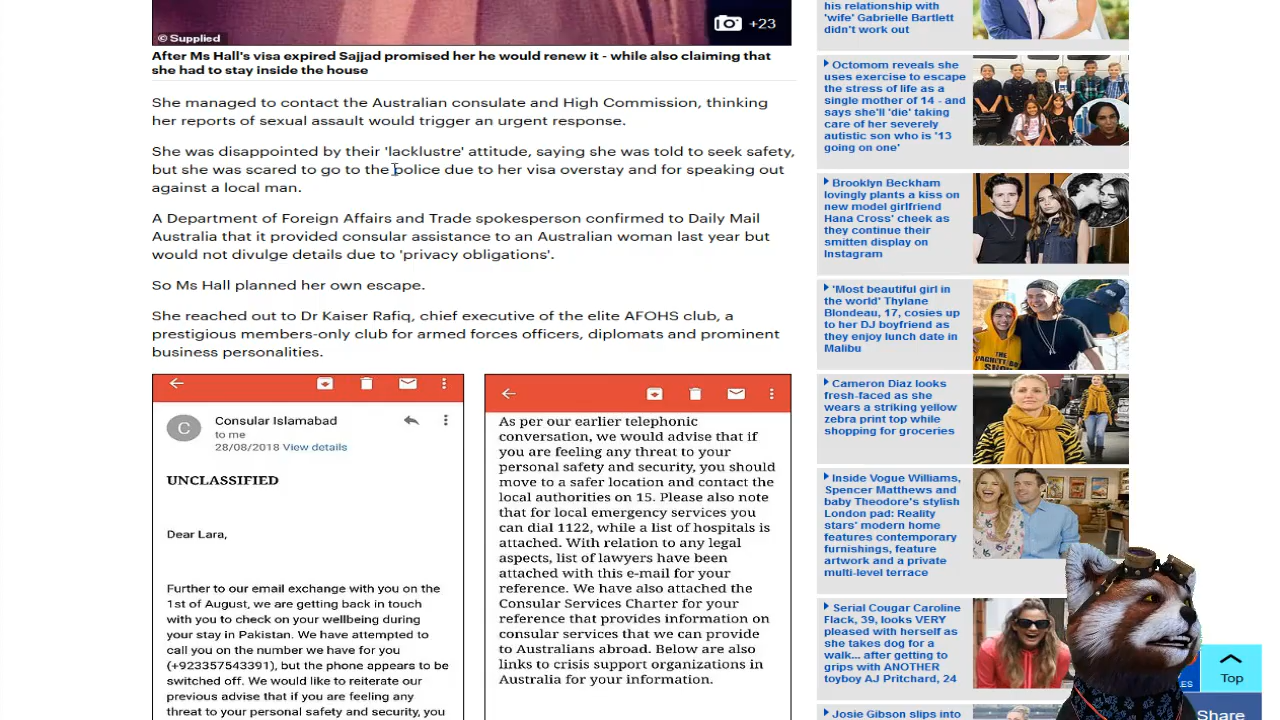 +23
© Supplied
After Ms Hall's visa expired Sajjad promised her he would renew it - while also claiming that
she had to stay inside the house
She managed to contact the Australian consulate and High Commission, thinking
her reports of sexual assault would trigger an urgent response.
She was disappointed by their 'lacklustre' attitude, saying she was told to seek safety,
but she was scared to go to the police due to her visa overstay and for speaking out
against a local man.
A Department of Foreign Affairs and Trade spokesperson confirmed to Daily Mail
Australia that it provided consular assistance to an Australian woman last year but
would not divulge details due to 'privacy obligations'.
So Ms Hall planned her own escape.
She reached out to Dr Kaiser Rafiq, chief executive of the elite AFOHS club, a
prestigious members-only club for armed forces officers, diplomats and prominent
business personalities.
C
Consular Islamabad
to me
28/08/2018 View details
UNCLASSIFIED
Dear Lara,
Further to our email exchange with you on the
1st of August, we are getting back in touch
with you to check on your wellbeing during
your stay in Pakistan. We have attempted to
call you on the number we have for you
(+923357543391), but the phone appears to be
switched off. We would like to reiterate our
previous advise that if you are feeling any
threat to your personal safety and security, you
As per our earlier telephonic
conversation, we would advise that if
you are feeling any threat to your
personal safety and security, you should
move to a safer location and contact the
local authorities on 15. Please also note
that for local emergency services you
can dial 1122, while a list of hospitals is
attached. With relation to any legal
aspects, list of lawyers have been
attached with this e-mail for your
reference. We have also attached the
Consular Services Charter for your
reference that provides information on
consular services that we can provide
to Australians abroad. Below are also
links to crisis support organizations in
Australia for your information.
his relationship with
'wife' Gabrielle Bartlett
didn't work out
Octomom reveals she
uses exercise to escape
the stress of life as a
single mother of 14 - and
says she'll 'die' taking
care of her severely
autistic son who is '13
going on one'
Brooklyn Beckham
lovingly plants a kiss on
new model girlfriend
Hana Cross' cheek as
they continue their
smitten display on
Instagram
'Most beautiful girl in
the world' Thylane
Blondeau, 17, cosies up
to her DJ boyfriend as
they enjoy lunch date in
Malibu
Cameron Diaz looks
fresh-faced as she
wears a striking yellow
zebra print top while
shopping for groceries
Inside Vogue Williams,
Spencer Matthews and
baby Theodore's stylish
London pad: Reality
stars' modern home
features contemporary
furnishings, feature
artwork and a private
multi-level terrace
Serial Cougar Caroline
Flack, 39, looks VERY
pleased with herself as
she takes dog for a
walk... after getting to
grips with ANOTHER
toyboy AJ Pritchard, 24
Josie Gibson slips into
Top
Share